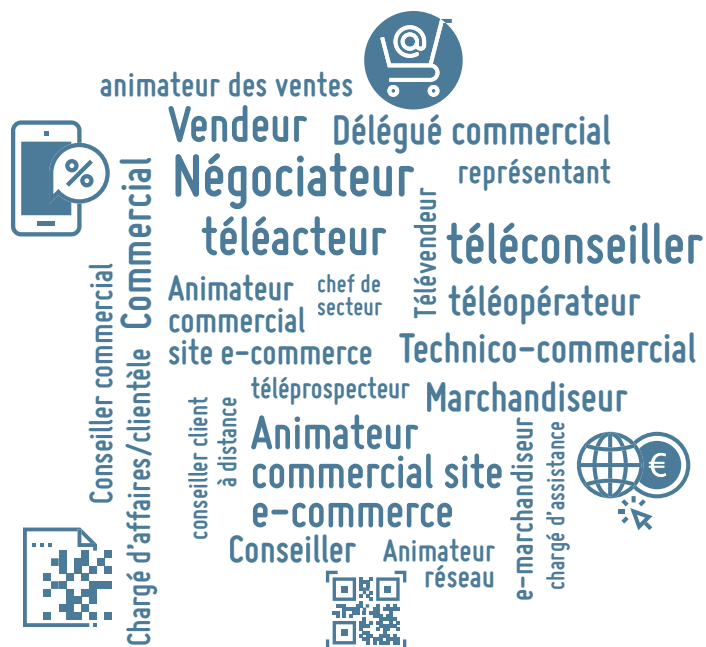 animateur des ventes
Vendeur
Délégué commercial
Négociateur
représentant
Commercial
téléacteur
Télévendeur
téléconseiller
Conseiller commercial
Animateur
commercial
site e-commerce
chef de
secteur
téléopérateur
Technico-commercial
Chargé d'affaires/clientèle
téléprospecteur
Marchandiseur
conseiller client
à distance
Animateur
commercial site
e-commerce
e-marchandiseur
chargé d'assistance
Conseiller
Animateur
réseau
@
%
€